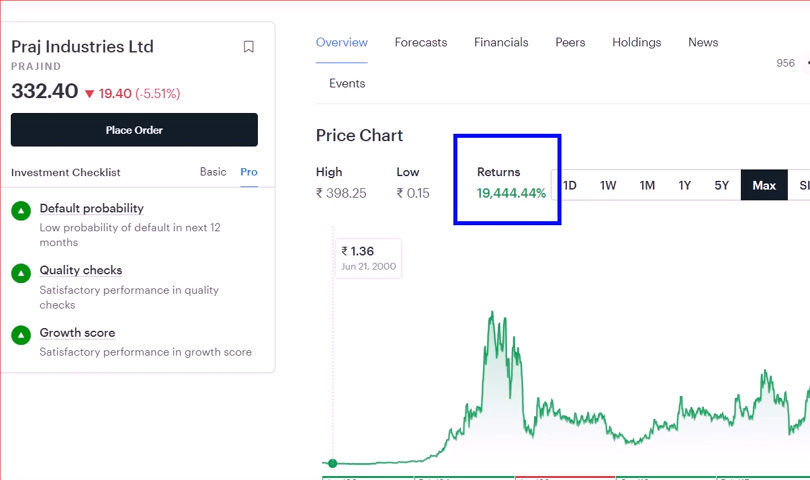 Praj Industries Ltd
PRAJIND
332.40 ▼ 19.40 (-5.51%)
Place Order
Investment Checklist Basic Pro
Default probability
Low probability of default in next 12
months
Quality checks
Satisfactory performance in quality
checks
Growth score
Satisfactory performance in growth score
Overview Forecasts Financials Peers Holdings News
Events
956
Price Chart
High Low Returns
₹ 398.25 ₹ 0.15 19,444.44%
1D 1W 1M 1Y 5Y Max
₹ 1.36
Jun 21, 2000